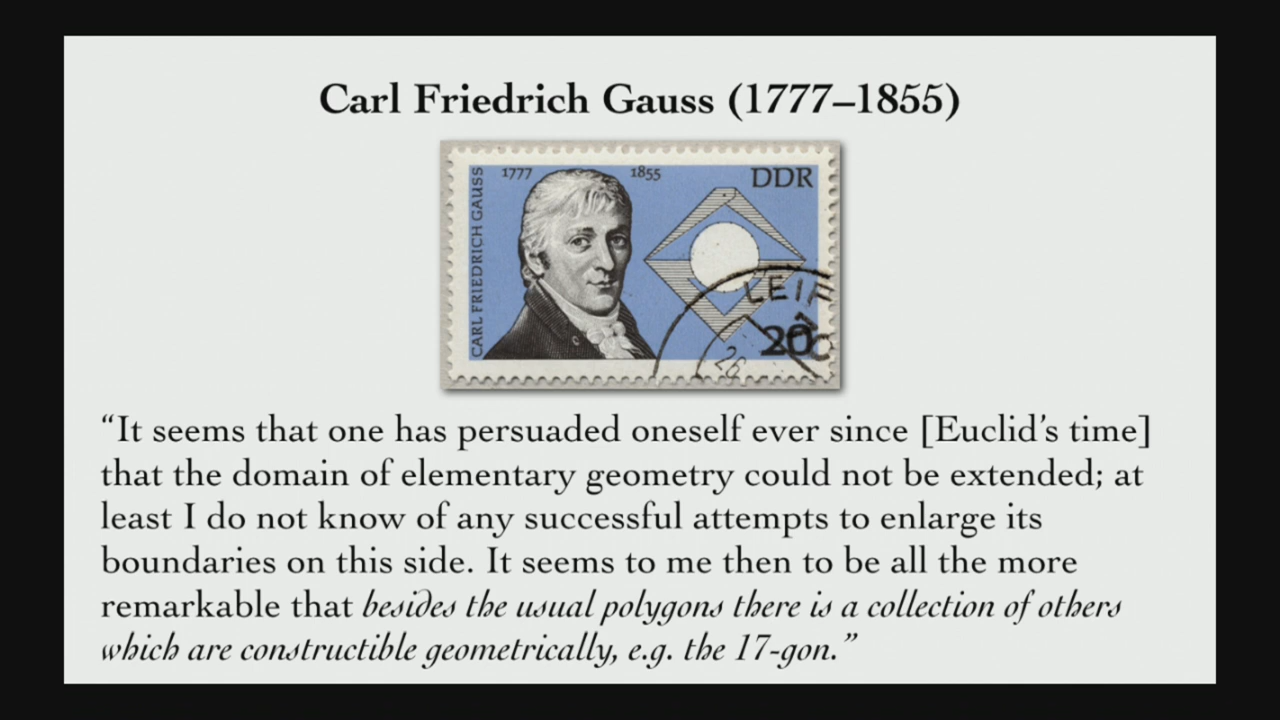 Carl Friedrich Gauss (1777–1855)
CARL FRIEDRICH GAUSS
1777
1855
DDR
20
26
“It seems that one has persuaded oneself ever since [Euclid’s time]
that the domain of elementary geometry could not be extended; at
least I do not know of any successful attempts to enlarge its
boundaries on this side. It seems to me then to be all the more
remarkable that besides the usual polygons there is a collection of others
which are constructible geometrically, e.g. the 17-gon.”